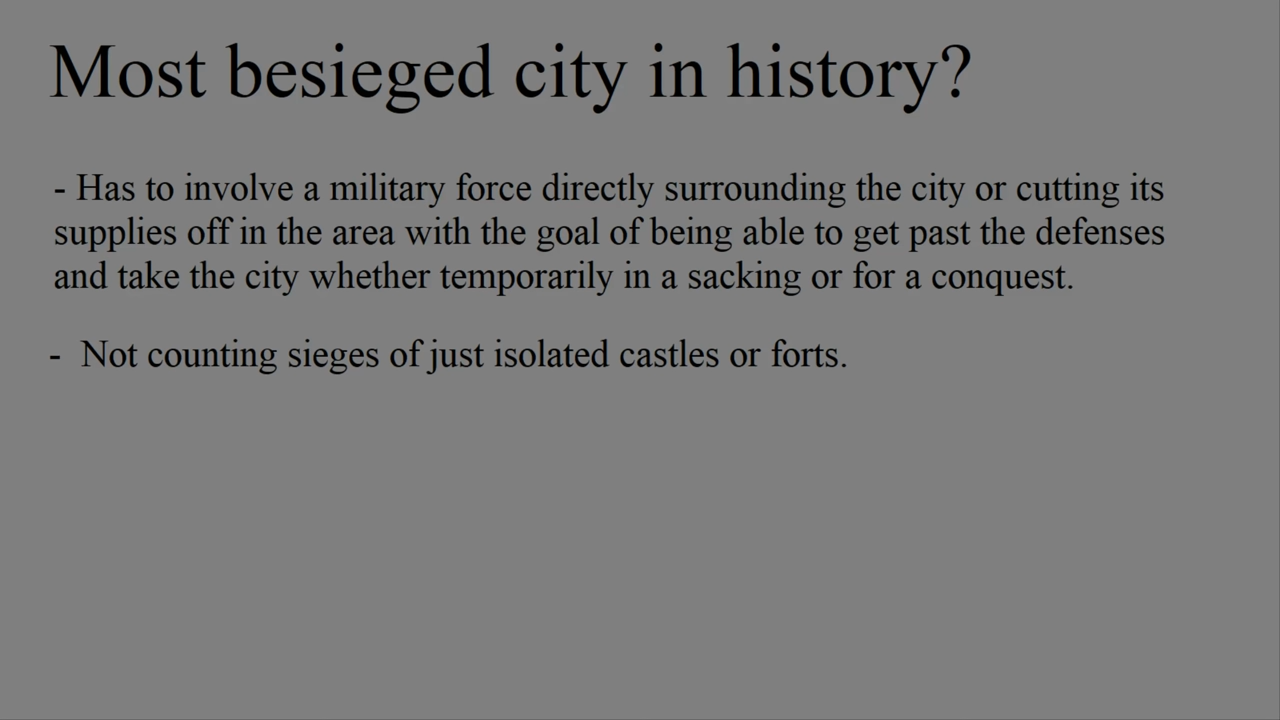 Most besieged city in history?
- Has to involve a military force directly surrounding the city or cutting its
supplies off in the area with the goal of being able to get past the defenses
and take the city whether temporarily in a sacking or for a conquest.
- Not counting sieges of just isolated castles or forts.